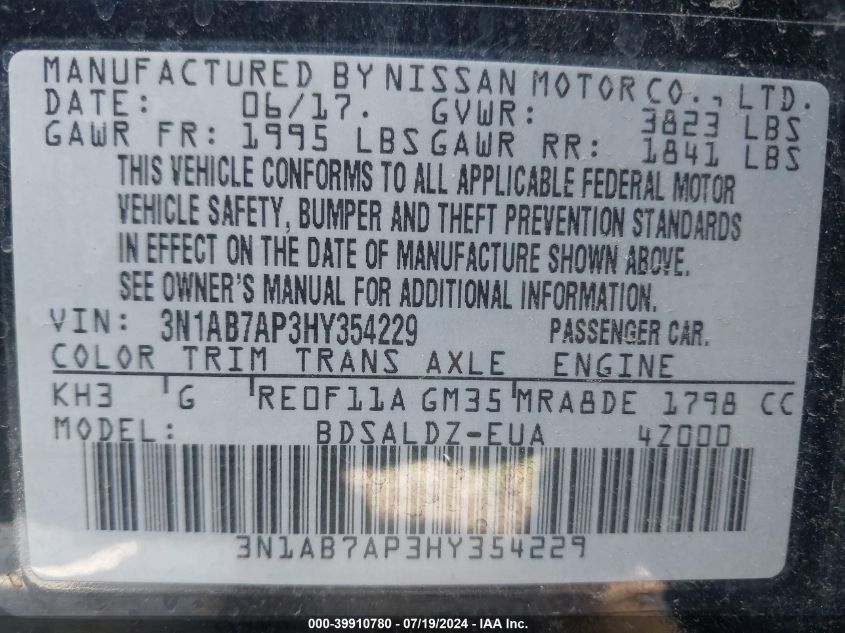 MANUFACTURED BY NISSAN MOTOR CO., LTD.
DATE: 06/17. GVWR: 3823 LBS
GAWR FR: 1995 LBS GAWR RR: 1841 LBS
THIS VEHICLE CONFORMS TO ALL APPLICABLE FEDERAL MOTOR
VEHICLE SAFETY, BUMPER AND THEFT PREVENTION STANDARDS
IN EFFECT ON THE DATE OF MANUFACTURE SHOWN ABOVE.
SEE OWNER'S MANUAL FOR ADDITIONAL INFORMATION.
VIN: 3N1AB7AP3HY354229 PASSENGER CAR.
COLOR TRIM TRANS AXLE ENGINE
KH3 G RE0F11A GM35 MRA8DE 1798 CC
MODEL: BDSALDZ-EUA 4Z000
3N1AB7AP3HY354229
000-39910780 - 07/19/2024 - © IAA, Inc.